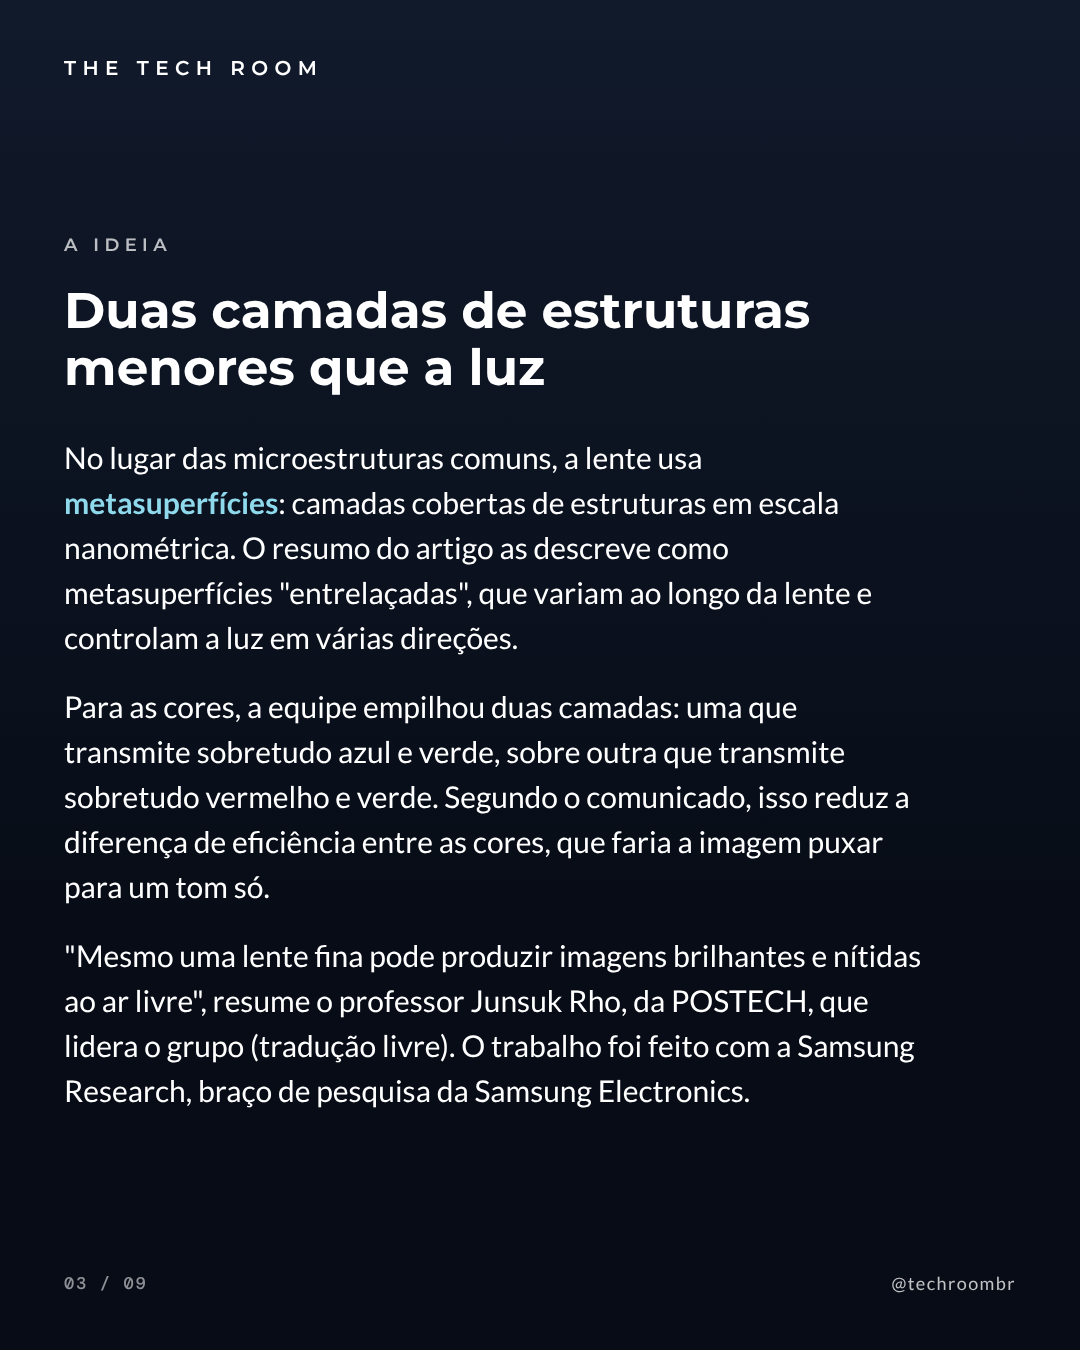 THE TECH ROOM
A IDEIA
Duas camadas de estruturas
menores que a luz
No lugar das microestruturas comuns, a lente usa
metasuperfícies: camadas cobertas de estruturas em escala
nanométrica. O resumo do artigo as descreve como
metasuperfícies "entrelaçadas", que variam ao longo da lente e
controlam a luz em várias direções.
Para as cores, a equipe empilhou duas camadas: uma que
transmite sobretudo azul e verde, sobre outra que transmite
sobretudo vermelho e verde. Segundo o comunicado, isso reduz a
diferença de eficiência entre as cores, que faria a imagem puxar
para um tom só.
"Mesmo uma lente fina pode produzir imagens brilhantes e nítidas
ao ar livre", resume o professor Junsuk Rho, da POSTECH, que
lidera o grupo (tradução livre). O trabalho foi feito com a Samsung
Research, braço de pesquisa da Samsung Electronics.
03 / 09
@techroombr